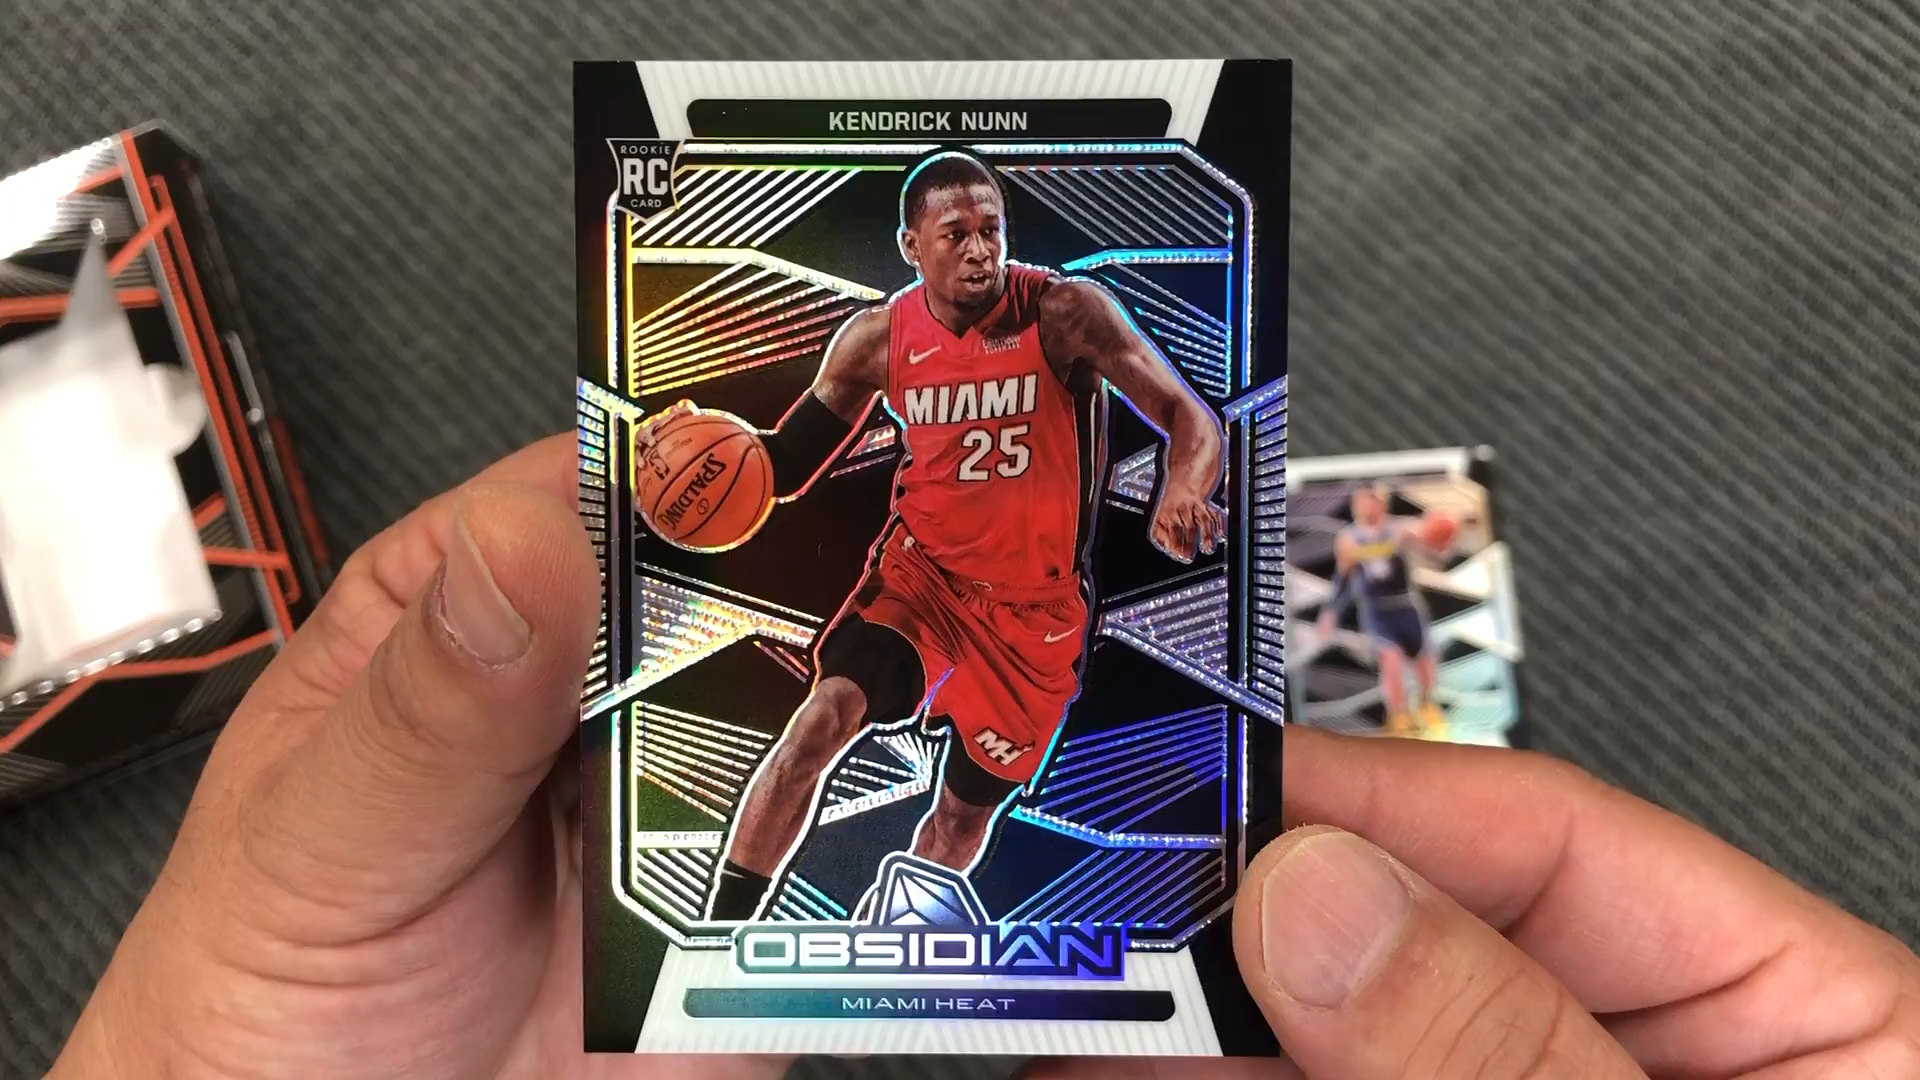 KENDRICK NUNN
ROOKIE
RC
CARD
MIAMI
25
SPALDING
OBSIDIAN
MIAMI HEAT